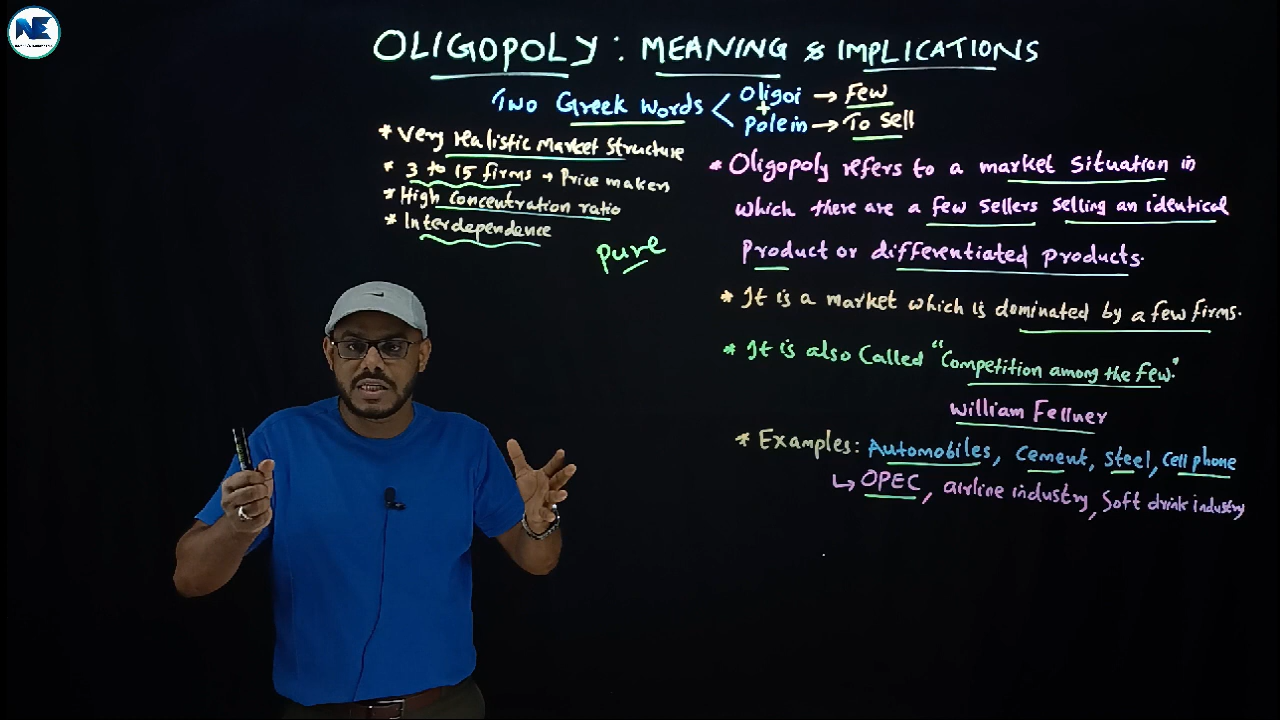 NE
OLIGOPOLY: MEANING & IMPLICATIONS
Two Greek words < Oligoi → Few
+
Polein → To Sell
* Very Realistic Market Structure
* 3 to 15 firms → Price makers
* High Concentration ratio
* Interdependence
Pure
* Oligopoly refers to a market situation in
which there are a few sellers selling an identical
product or differentiated products.
* It is a market which is dominated by a few firms.
* It is also called "Competition among the few."
William Fellner
* Examples: Automobiles, Cement, Steel, Cell phone
↳ OPEC, airline industry, Soft drink industry